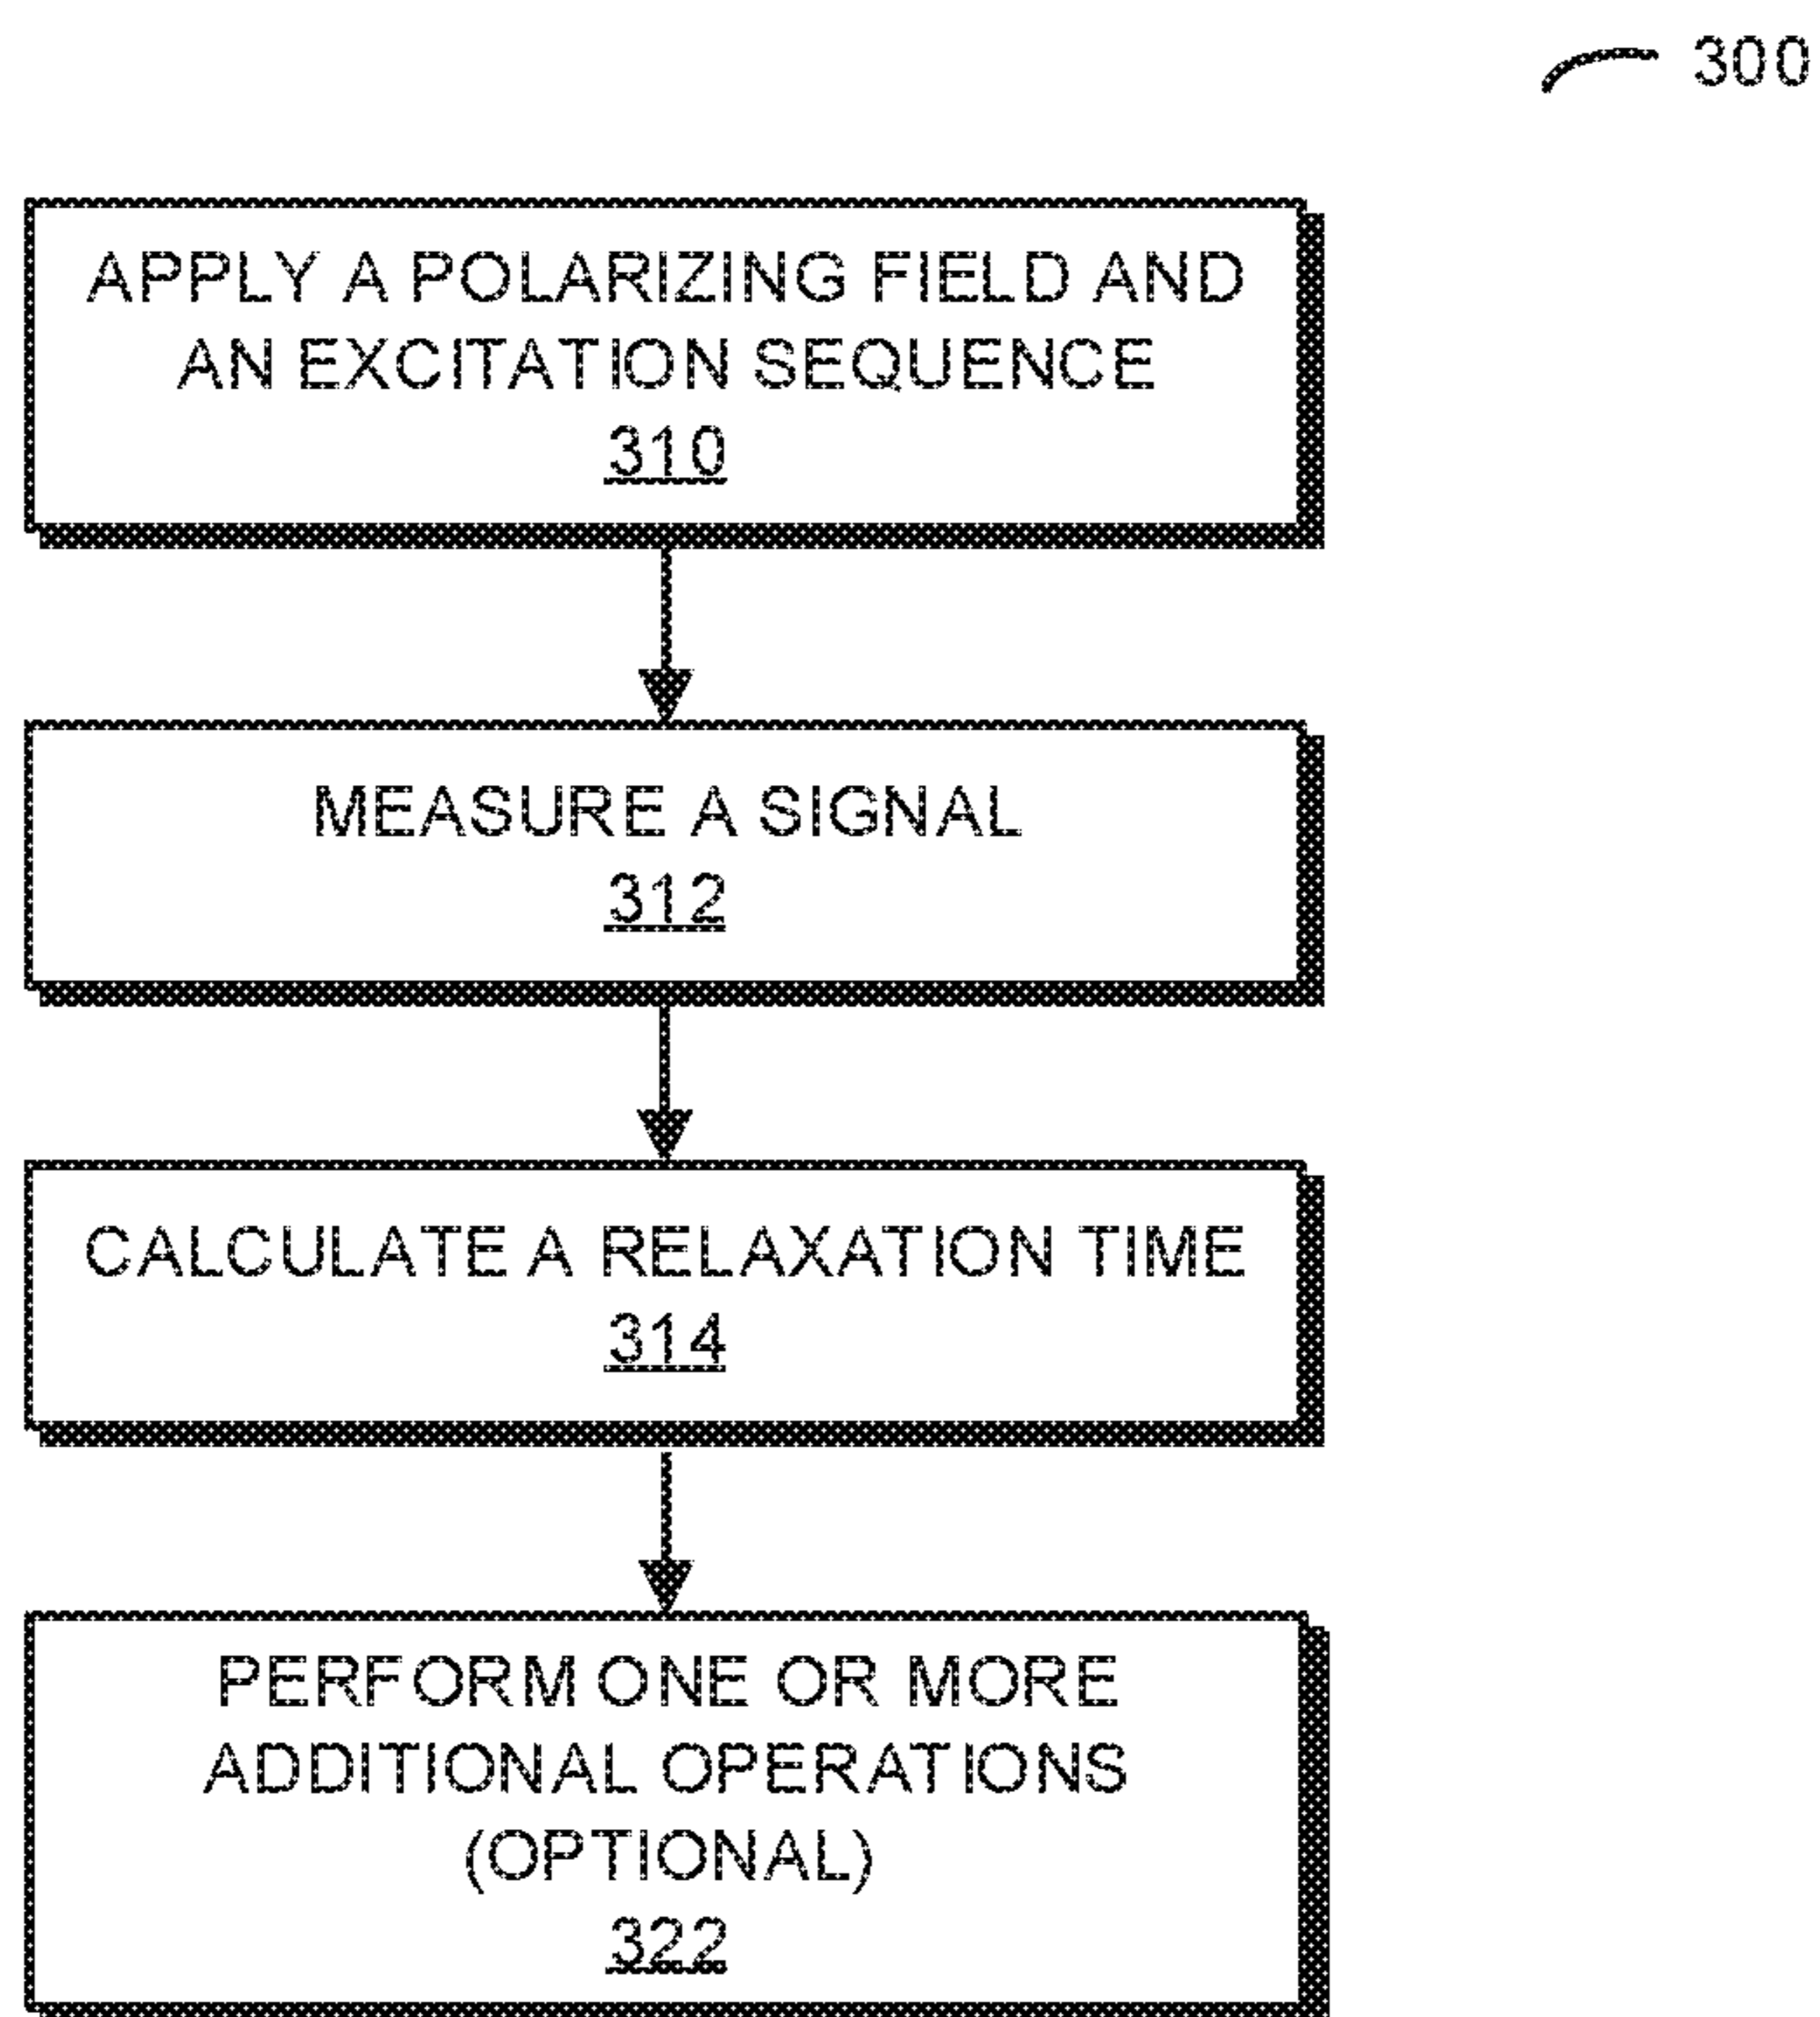 300
APPLY A POLARIZING FIELD AND
AN EXCITATION SEQUENCE
310
MEASURE A SIGNAL
312
CALCULATE A RELAXATION TIME
314
PERFORM ONE OR MORE
ADDITIONAL OPERATIONS
(OPTIONAL)
322